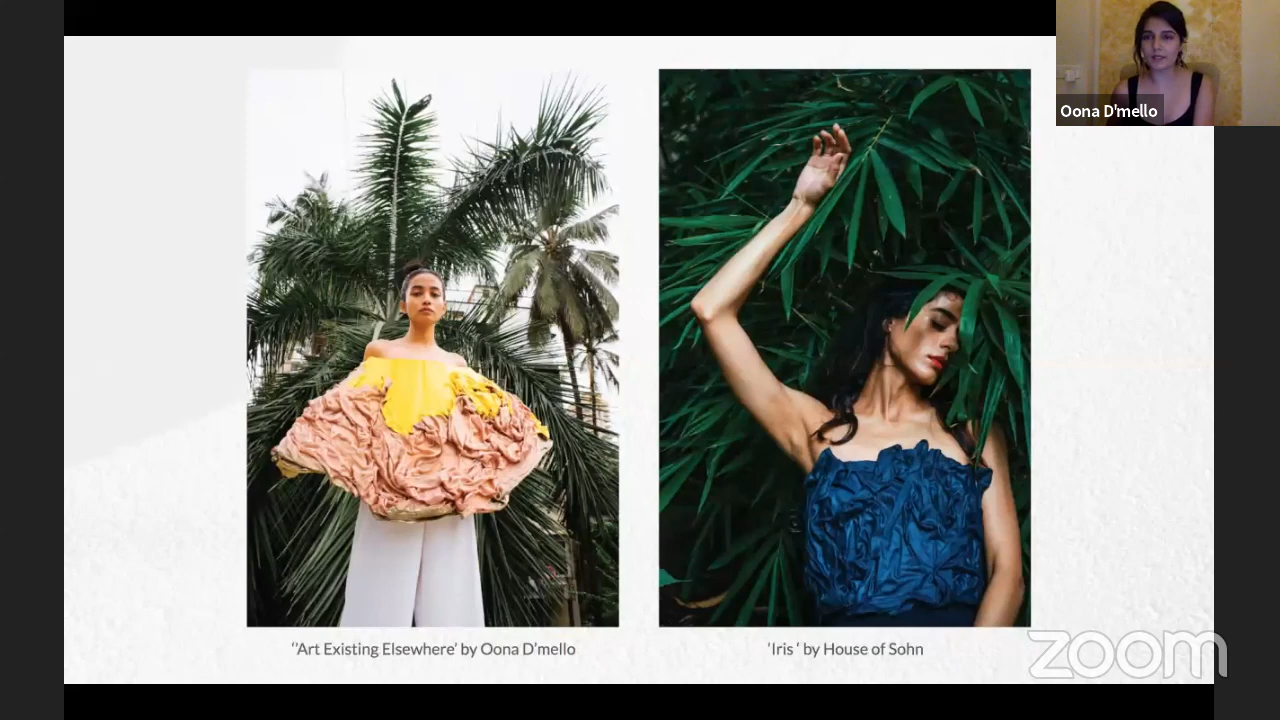 Oona D'mello
‘'Art Existing Elsewhere’ by Oona D’mello
‘Iris ’ by House of Sohn
zoom